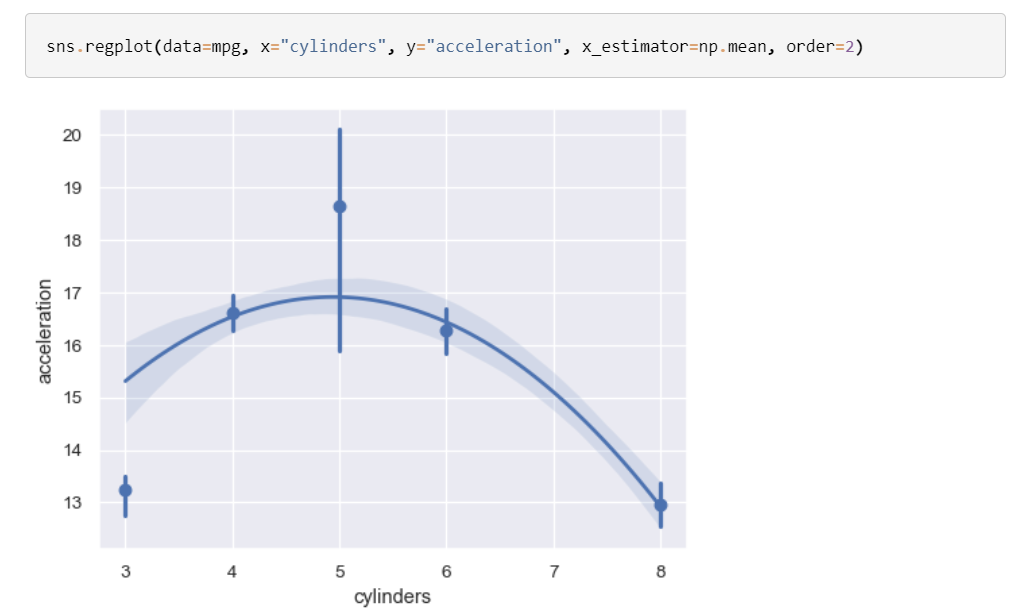 sns.regplot(data=mpg, x="cylinders", y="acceleration", x_estimator=np.mean, order=2)
20
19
18
17
16
15
14
13
acceleration
3 4 5 6 7 8
cylinders